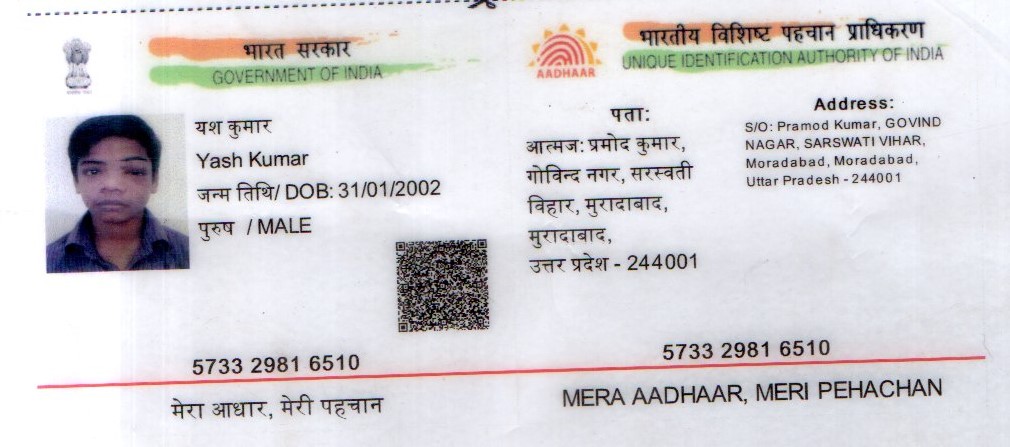 भारत सरकार
GOVERNMENT OF INDIA
यश कुमार
Yash Kumar
जन्म तिथि/ DOB: 31/01/2002
पुरुष / MALE
5733 2981 6510
मेरा आधार, मेरी पहचान
AADHAAR
भारतीय विशिष्ट पहचान प्राधिकरण
UNIQUE IDENTIFICATION AUTHORITY OF INDIA
पता:
आत्मज: प्रमोद कुमार,
गोविन्द नगर, सरस्वती
विहार, मुरादाबाद,
मुरादाबाद,
उत्तर प्रदेश - 244001
Address:
S/O: Pramod Kumar, GOVIND
NAGAR, SARSWATI VIHAR,
Moradabad, Moradabad,
Uttar Pradesh - 244001
5733 2981 6510
MERA AADHAAR, MERI PEHACHAN